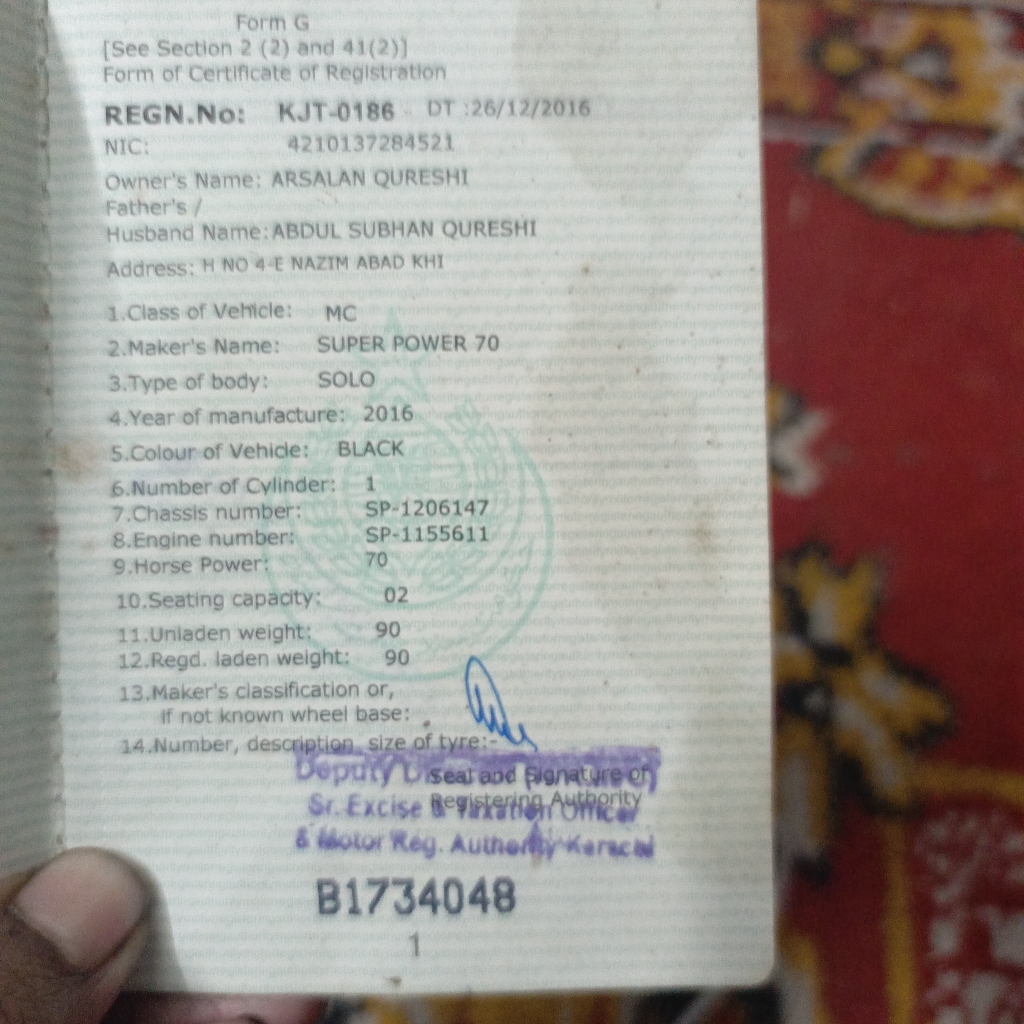 Form G
[See Section 2 (2) and 41(2)]
Form of Certificate of Registration
REGN.No: KJT-0186 DT :26/12/2016
NIC: 4210137284521
Owner's Name: ARSALAN QURESHI
Father's /
Husband Name: ABDUL SUBHAN QURESHI
Address: H NO 4-E NAZIM ABAD KHI
1.Class of Vehicle: MC
2.Maker's Name: SUPER POWER 70
3.Type of body: SOLO
4.Year of manufacture: 2016
5.Colour of Vehicle: BLACK
6.Number of Cylinder: 1
7.Chassis number: SP-1206147
8.Engine number: SP-1155611
9.Horse Power: 70
10.Seating capacity: 02
11.Unladen weight: 90
12.Regd. laden weight: 90
13.Maker's classification or,
if not known wheel base:
14.Number, description size of tyre:-
Seal and Signature of
Registering Authority
Deputy
Sr. Excise & Taxation Officer
& Motor Reg. Authority Karachi
B1734048
1